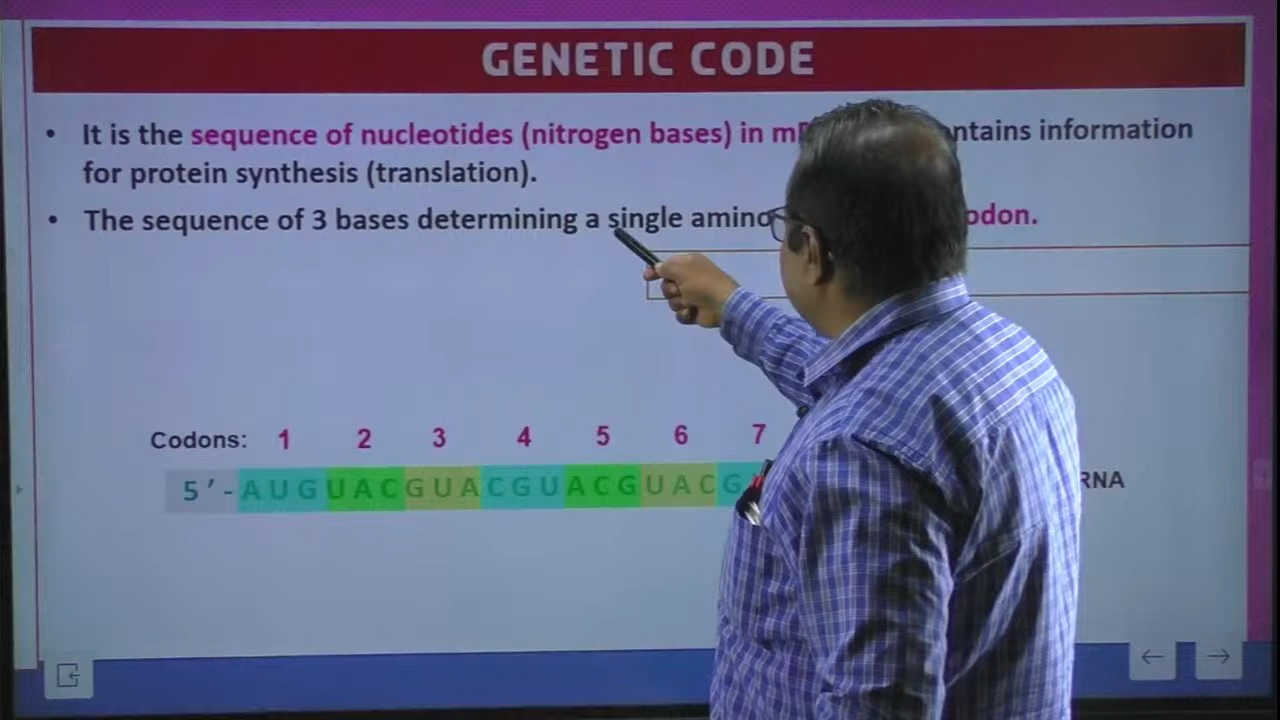 GENETIC CODE
• It is the sequence of nucleotides (nitrogen bases) in ntains information
for protein synthesis (translation).
• The sequence of 3 bases determining a single amino odon.
Codons: 1 2 3 4 5 6 7
5’-AUGUACGUACGUACGUACG RNA